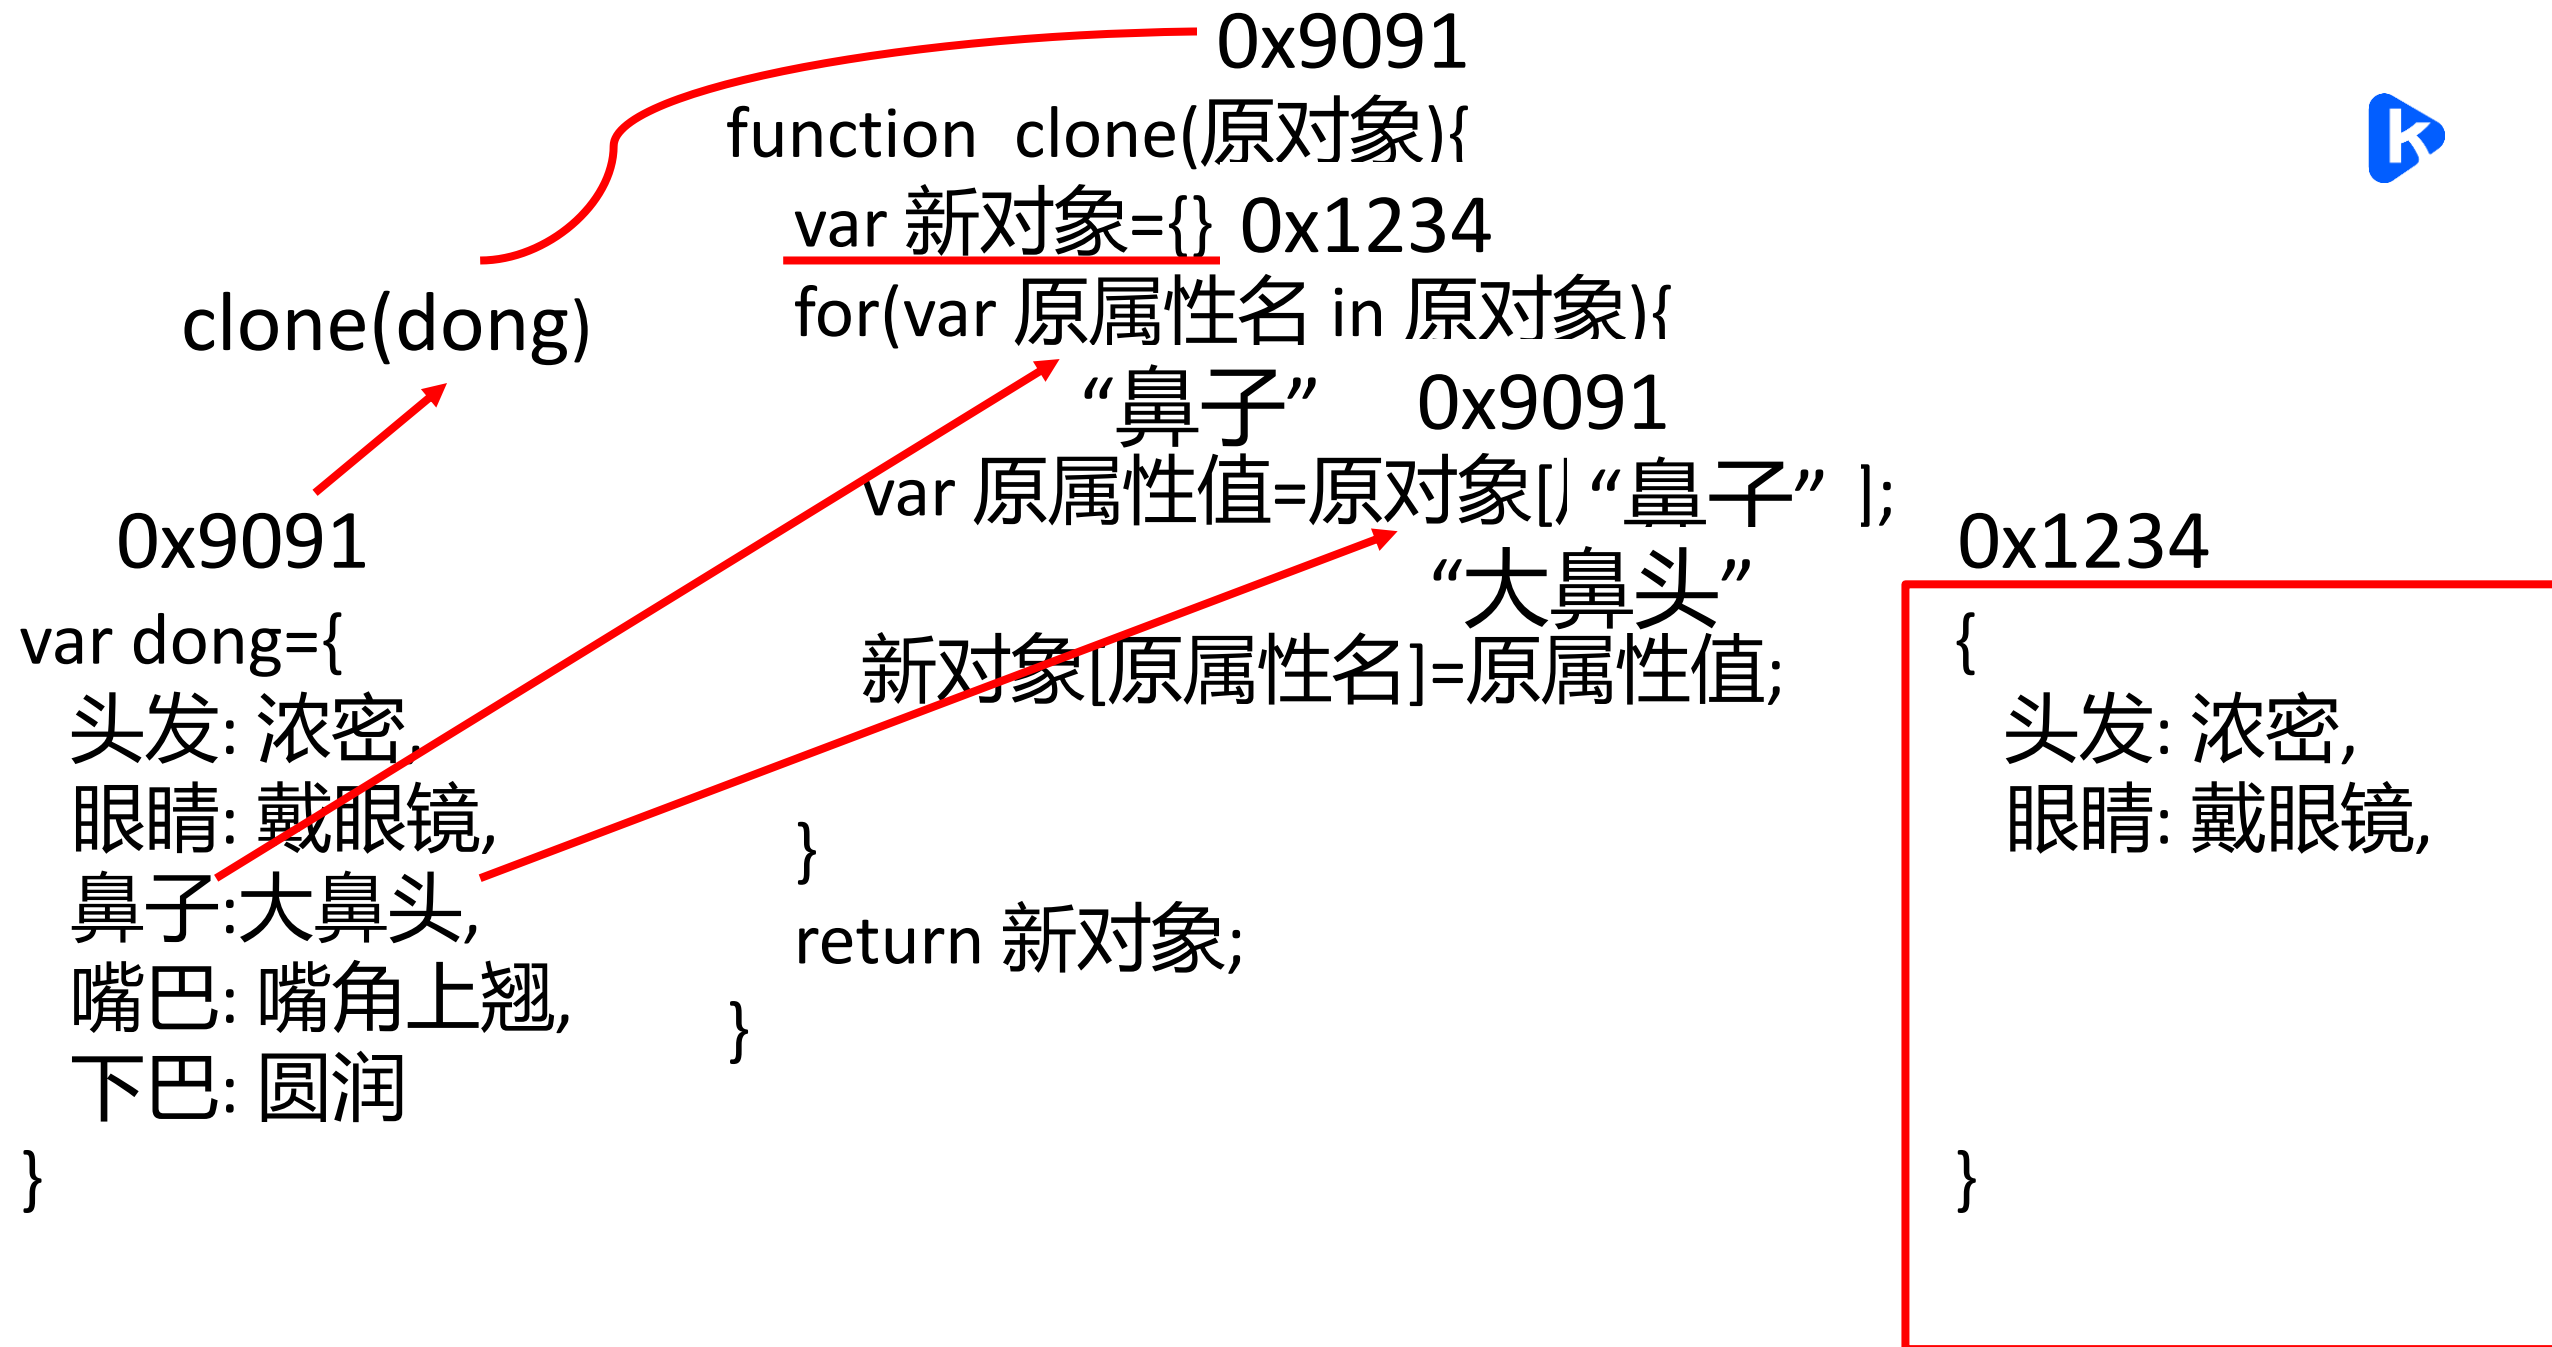 0x9091
function clone(原对象){
var 新对象={} 0x1234
for(var 原属性名 in 原对象){
“鼻子” 0x9091
var 原属性值=原对象[ “鼻子” ];
“大鼻头”
新对象[原属性名]=原属性值;
}
return 新对象;
}
clone(dong)
0x9091
var dong={
头发: 浓密,
眼睛: 戴眼镜,
鼻子:大鼻头,
嘴巴: 嘴角上翘,
下巴: 圆润
}
0x1234
{
头发: 浓密,
眼睛: 戴眼镜,
}